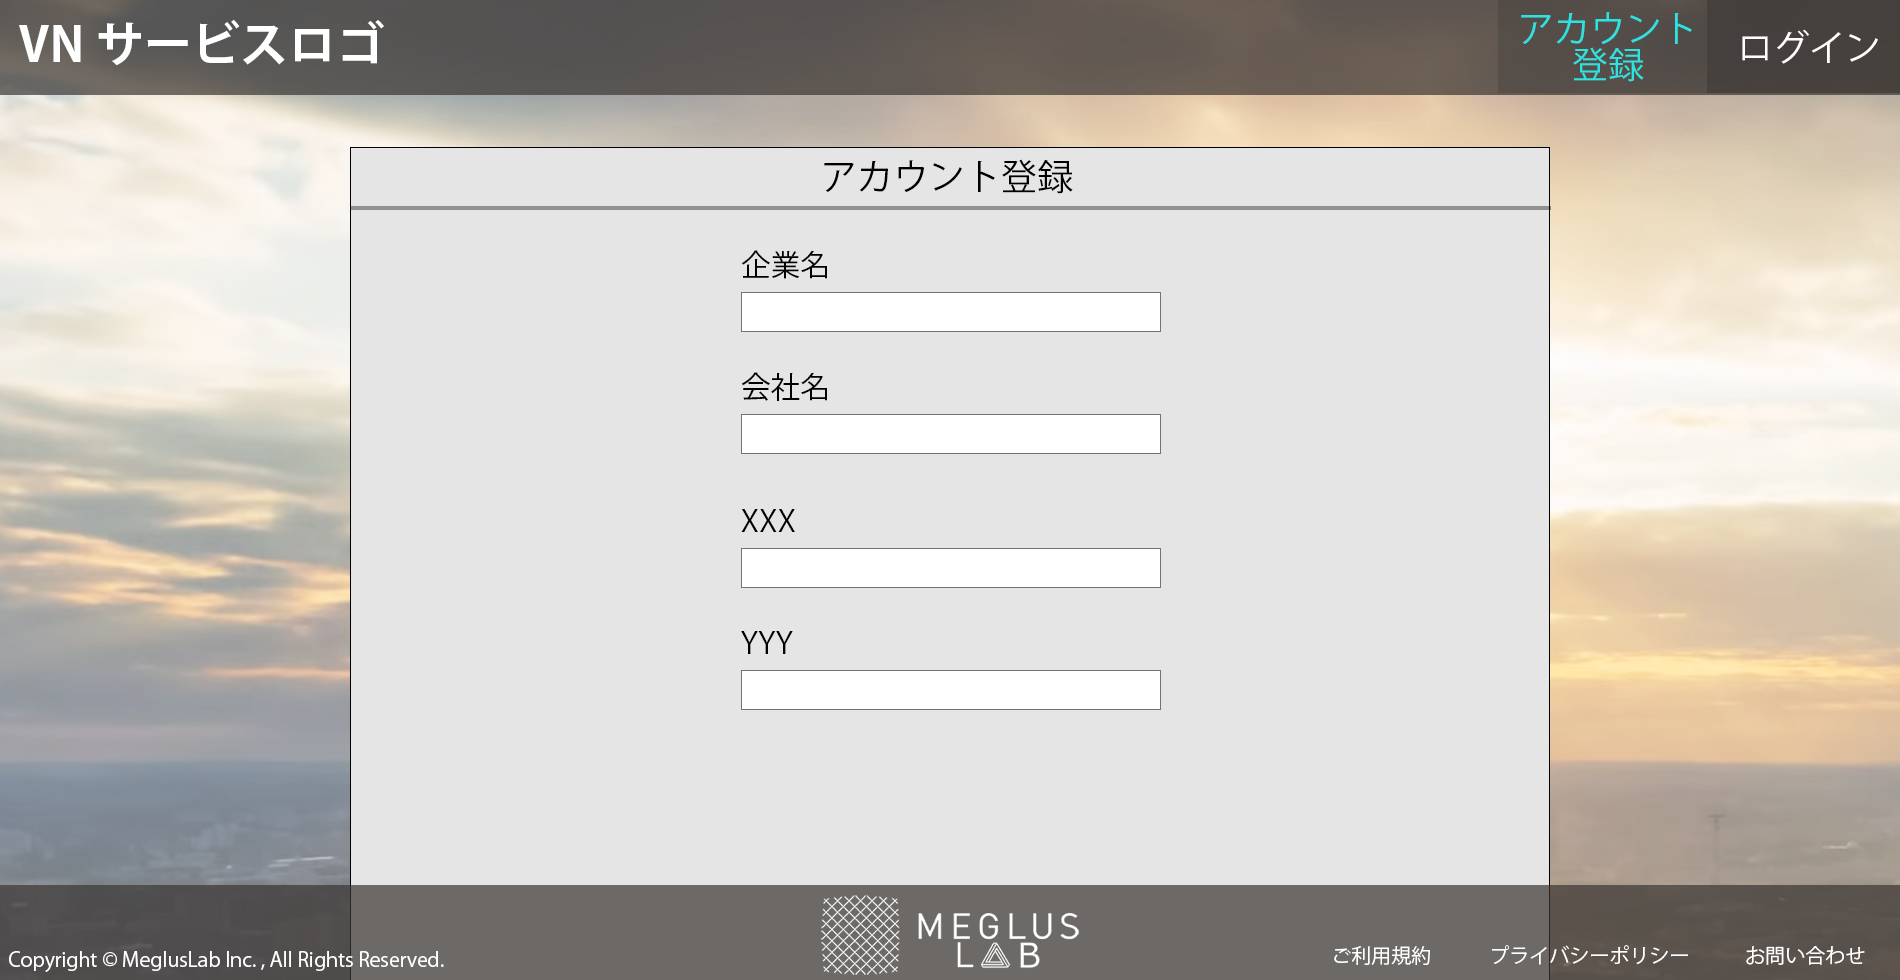 VN サービスロゴ
アカウント
登録
ログイン
アカウント登録
企業名
会社名
XXX
YYY
MEGLUS
LAB
Copyright © MeglusLab Inc. , All Rights Reserved.
ご利用規約
プライバシーポリシー
お問い合わせ